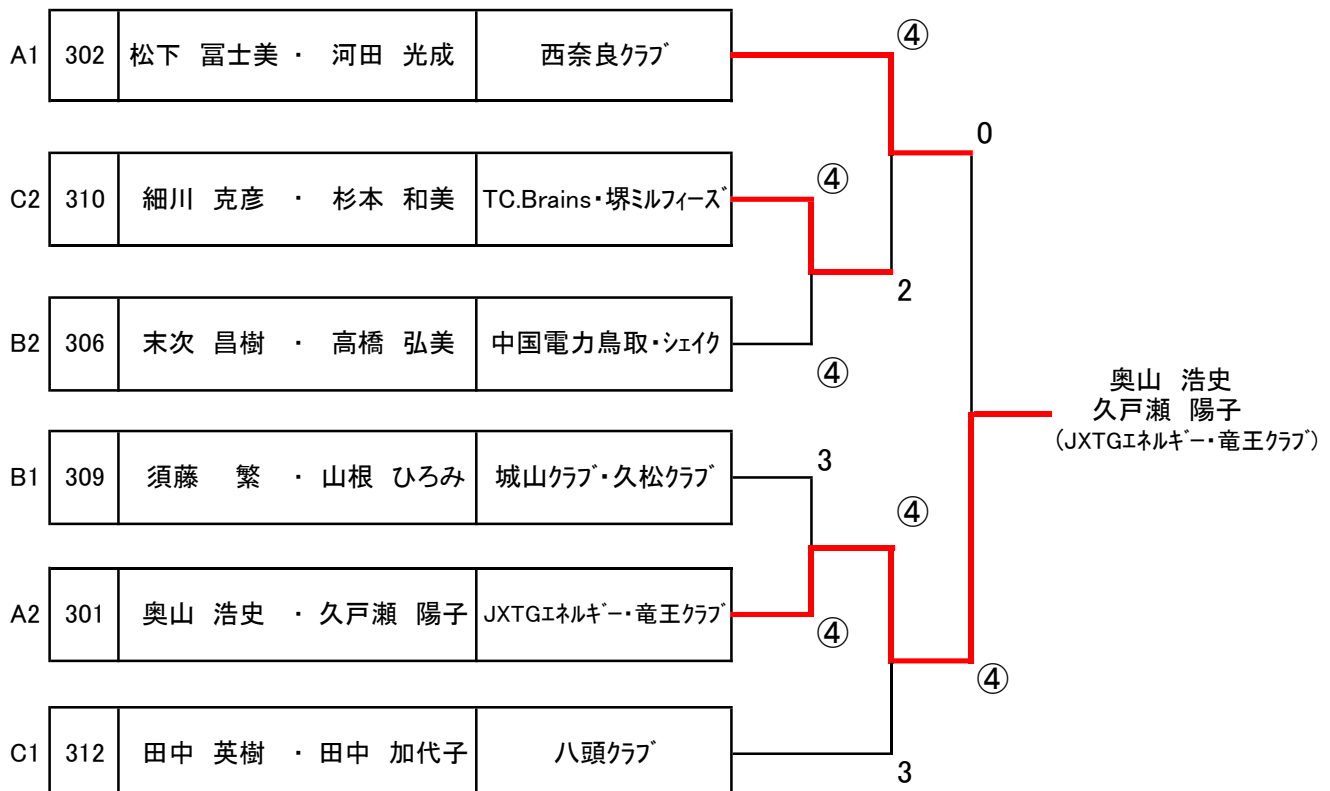 A1 302 松下 冨士美 ・ 河田 光成 西奈良ｸﾗﾌﾞ ④
0
C2 310 細川 克彦 ・ 杉本 和美 TC.Brains・堺ミルフィーズ ④
2
B2 306 末次 昌樹 ・ 高橋 弘美 中国電力鳥取・ｼｪｲｸ ④
奥山 浩史
久戸瀬 陽子
（JXTGｴﾈﾙｷﾞｰ・竜王ｸﾗﾌﾞ）
B1 309 須藤 繁 ・ 山根 ひろみ 城山ｸﾗﾌﾞ・久松ｸﾗﾌﾞ 3
④
A2 301 奥山 浩史 ・ 久戸瀬 陽子 JXTGｴﾈﾙｷﾞｰ・竜王ｸﾗﾌﾞ ④
④
C1 312 田中 英樹 ・ 田中 加代子 八頭ｸﾗﾌﾞ 3